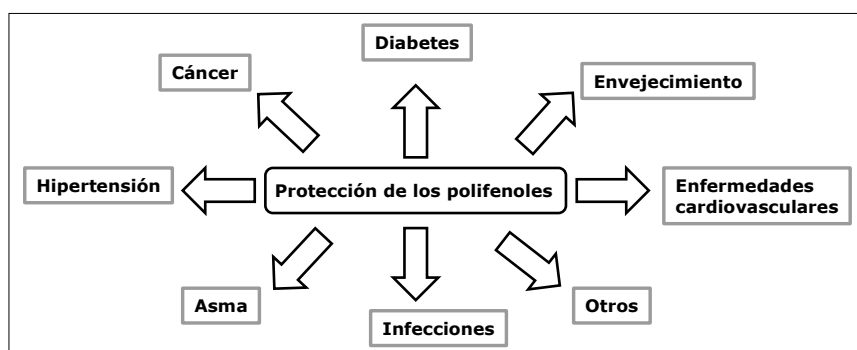 Diabetes
Cáncer
Envejecimiento
Hipertensión
Protección de los polifenoles
Enfermedades
cardiovasculares
Asma
Infecciones
Otros